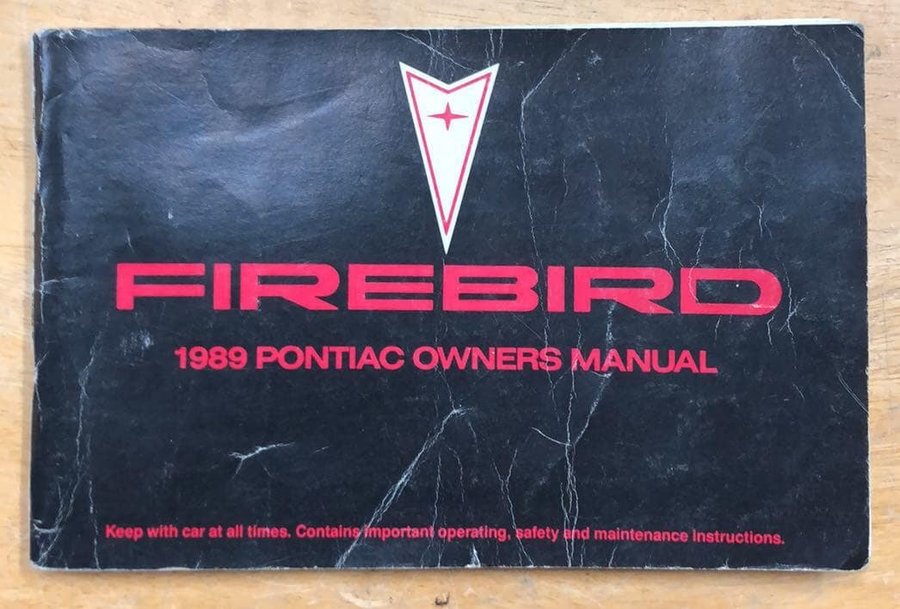 FIREBIRD
1989 PONTIAC OWNERS MANUAL
Keep with car at all times. Contains important operating, safety and maintenance instructions.